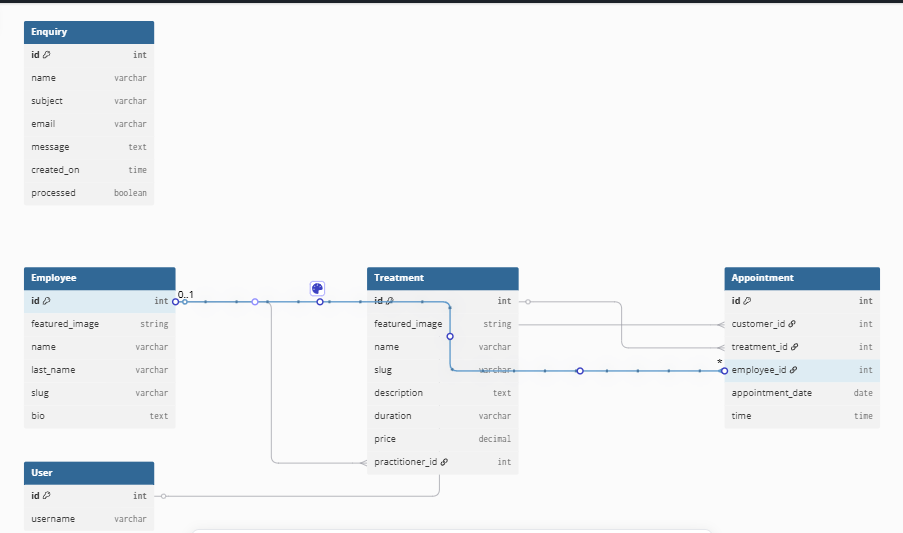 Enquiry
id int
name varchar
subject varchar
email varchar
message text
created_on time
processed boolean
Employee
id int
featured_image string
name varchar
last_name varchar
slug varchar
bio text
0..1
Treatment
id int
featured_image string
name varchar
slug varchar
description text
duration varchar
price decimal
practitioner_id int
Appointment
id int
customer_id int
treatment_id int
*
employee_id int
appointment_date date
time time
User
id int
username varchar